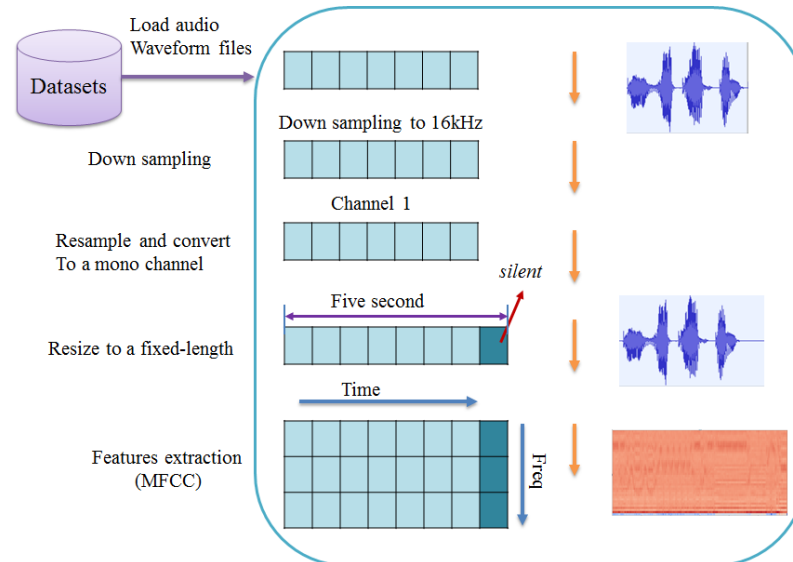 Load audio
Waveform files
Datasets
Down sampling to 16kHz
Down sampling
Channel 1
Resample and convert
To a mono channel
silent
Five second
Resize to a fixed-length
Time
Features extraction
(MFCC)
Freq